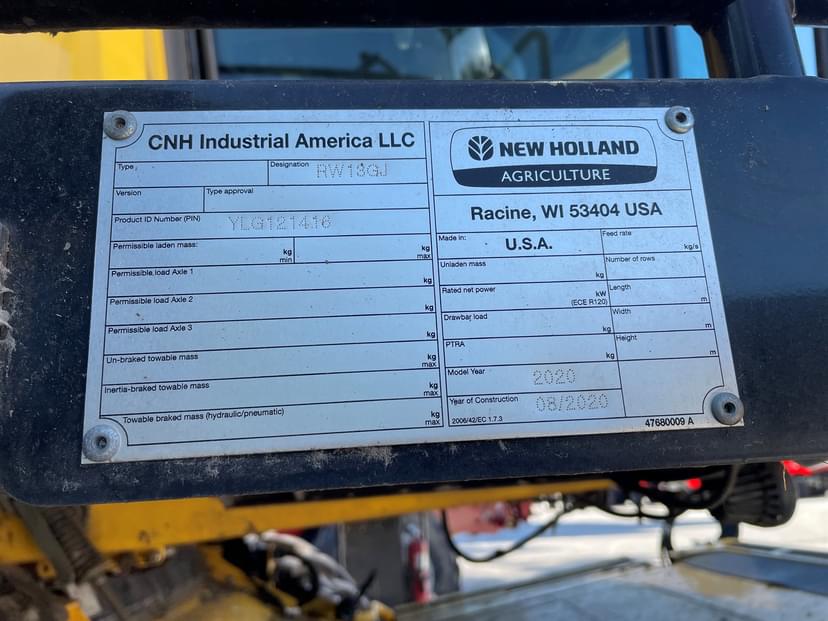 CNH Industrial America LLC
Type
Designation RW18GJ
Version
Type approval
Product ID Number (PIN) YLG121416
Permissible laden mass: kg min kg max
Permissible load Axle 1 kg
Permissible load Axle 2 kg
Permissible load Axle 3 kg
Un-braked towable mass kg max
Inertia-braked towable mass kg max
Towable braked mass (hydraulic/pneumatic) kg max
NEW HOLLAND
AGRICULTURE
Racine, WI 53404 USA
Made in: U.S.A.
Feed rate kg/s
Unladen mass kg
Number of rows
Rated net power kW (ECE R120)
Length m
Drawbar load kg
Width m
PTRA kg
Height m
Model Year 2020
Year of Construction 08/2020
2006/42/EC 1.7.3
47680009 A